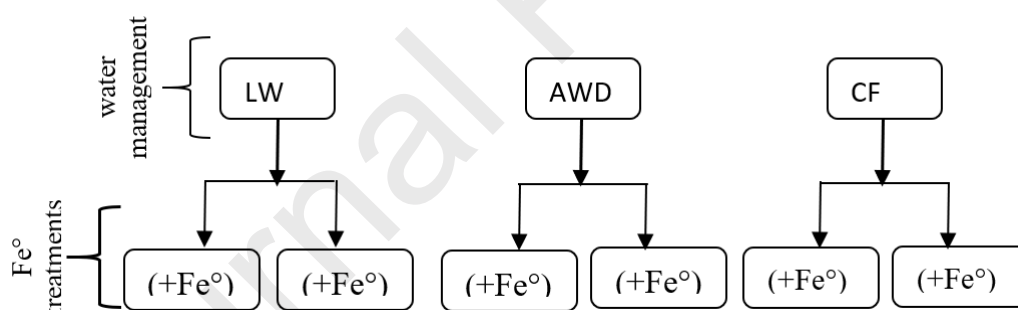 water
management
LW
AWD
CF
Fe°
treatments
(+Fe°)
(+Fe°)
(+Fe°)
(+Fe°)
(+Fe°)
(+Fe°)